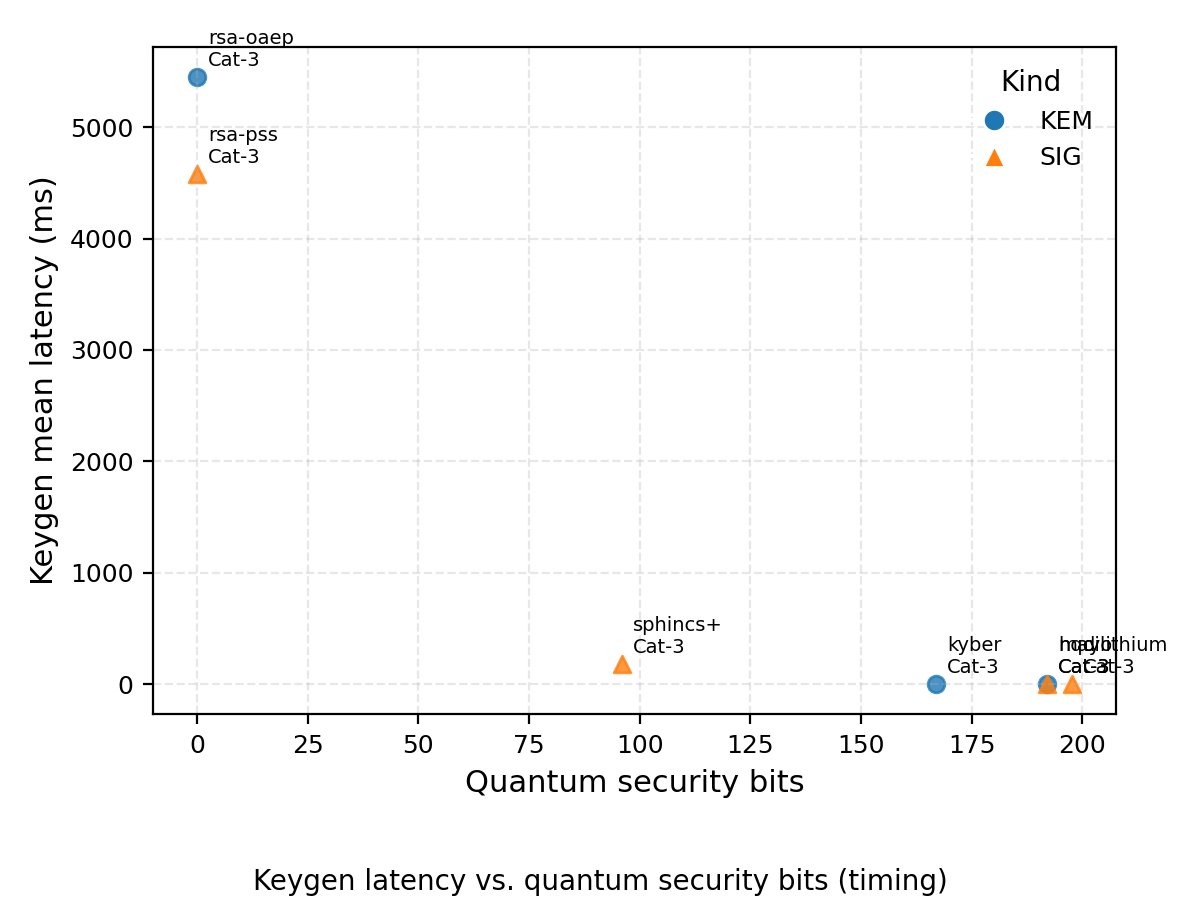 rsa-oaep
Cat-3
rsa-pss
Cat-3
Kind
KEM
SIG
5000
4000
3000
2000
1000
0
Keygen mean latency (ms)
sphincs+
Cat-3
kyber
Cat-3
Cat-3
0
25
50
75
100
125
150
175
200
Quantum security bits
Keygen latency vs. quantum security bits (timing)